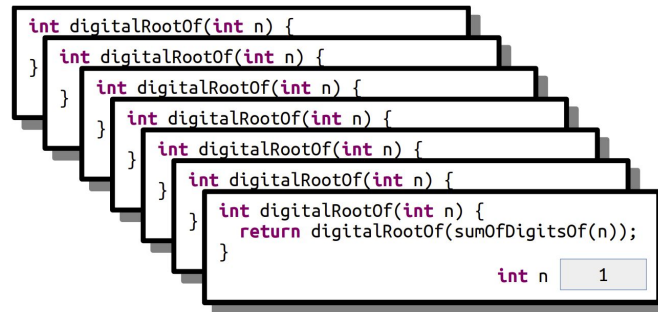 int digitalRootOf(int n) {
}
int digitalRootOf(int n) {
}
int digitalRootOf(int n) {
}
int digitalRootOf(int n) {
}
int digitalRootOf(int n) {
}
int digitalRootOf(int n) {
}
int digitalRootOf(int n) {
return digitalRootOf(sumOfDigitsOf(n));
}
int n 1